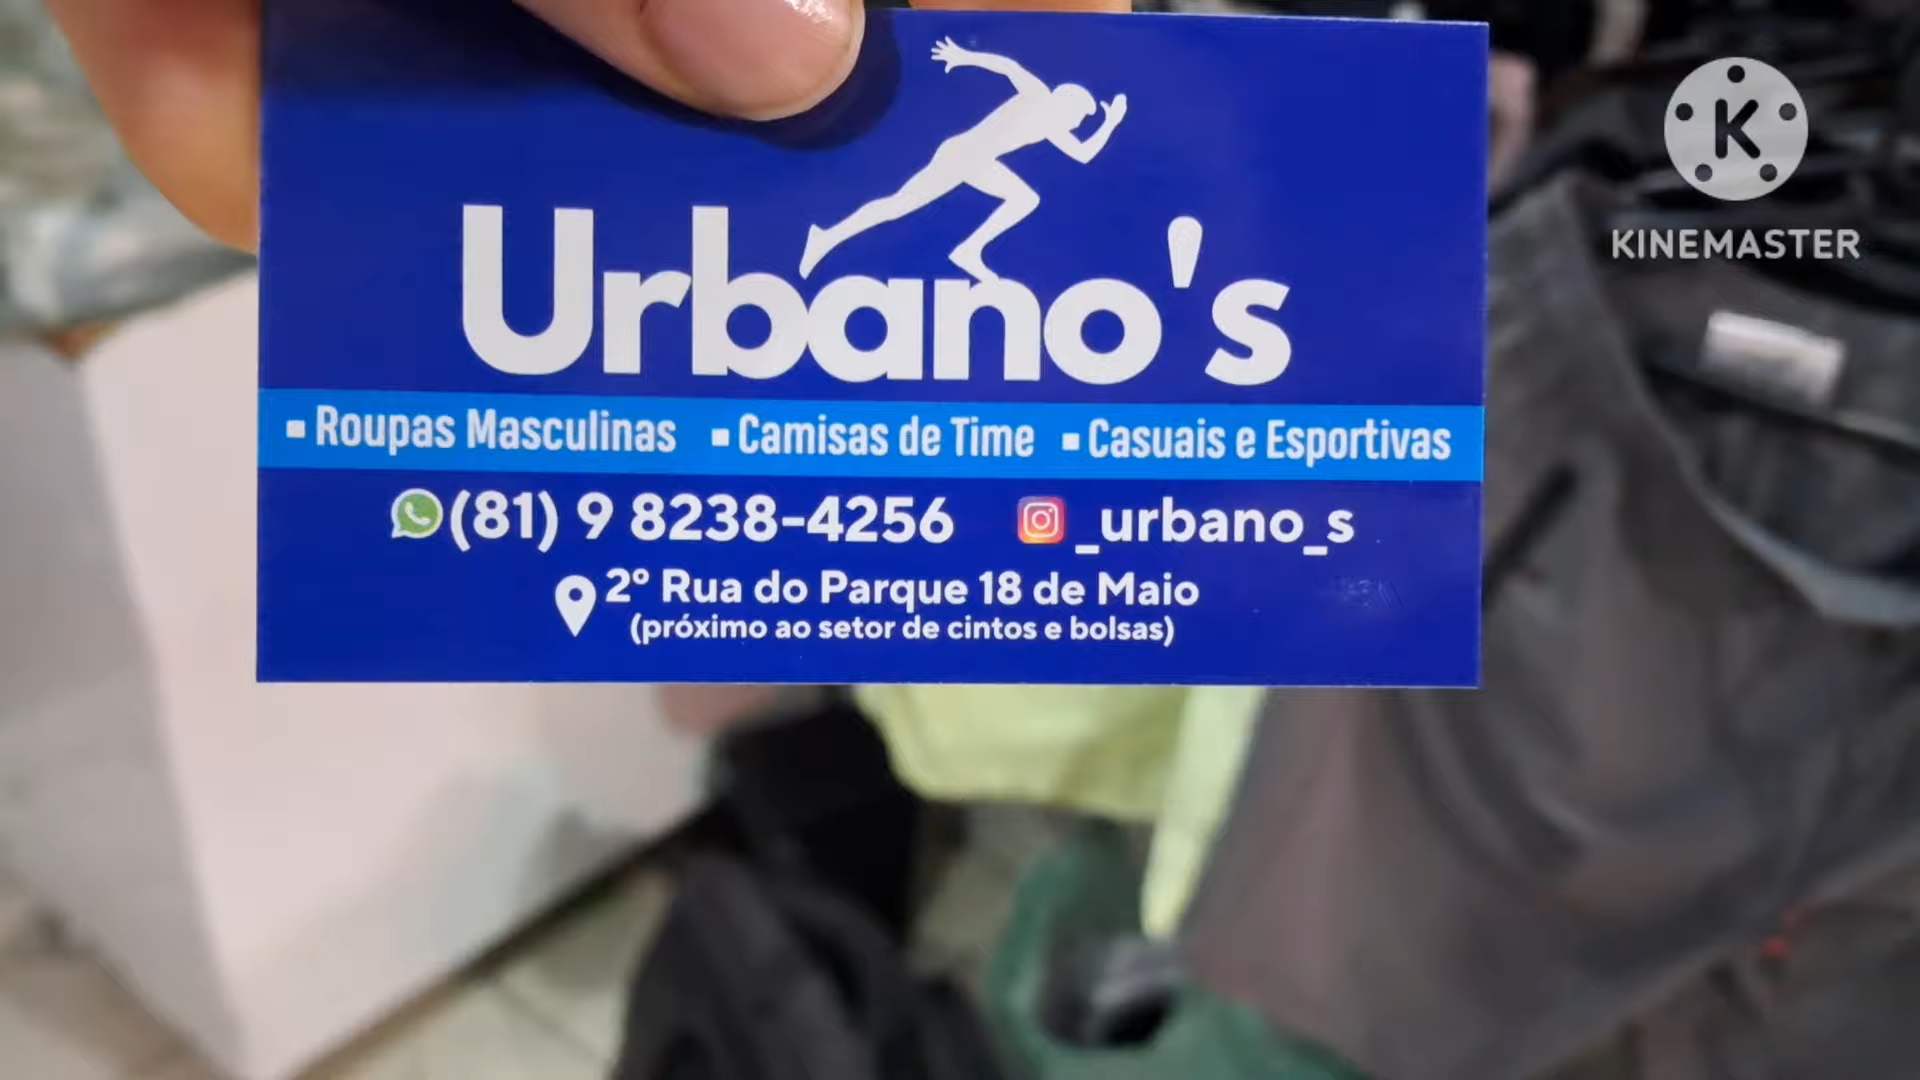 Urbano's
▪ Roupas Masculinas ▪ Camisas de Time ▪ Casuais e Esportivas
(81) 9 8238-4256 _urbano_s
2º Rua do Parque 18 de Maio
(próximo ao setor de cintos e bolsas)
K
KINEMASTER